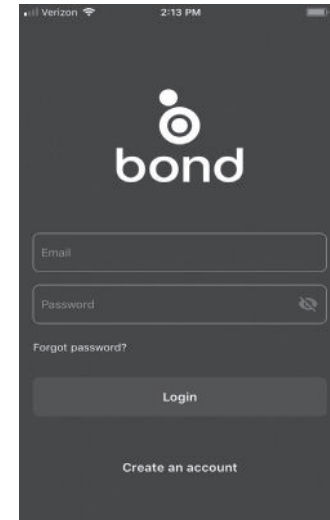 Verizon 2:13 PM
bond
Email
Password
Forgot password?
Login
Create an account